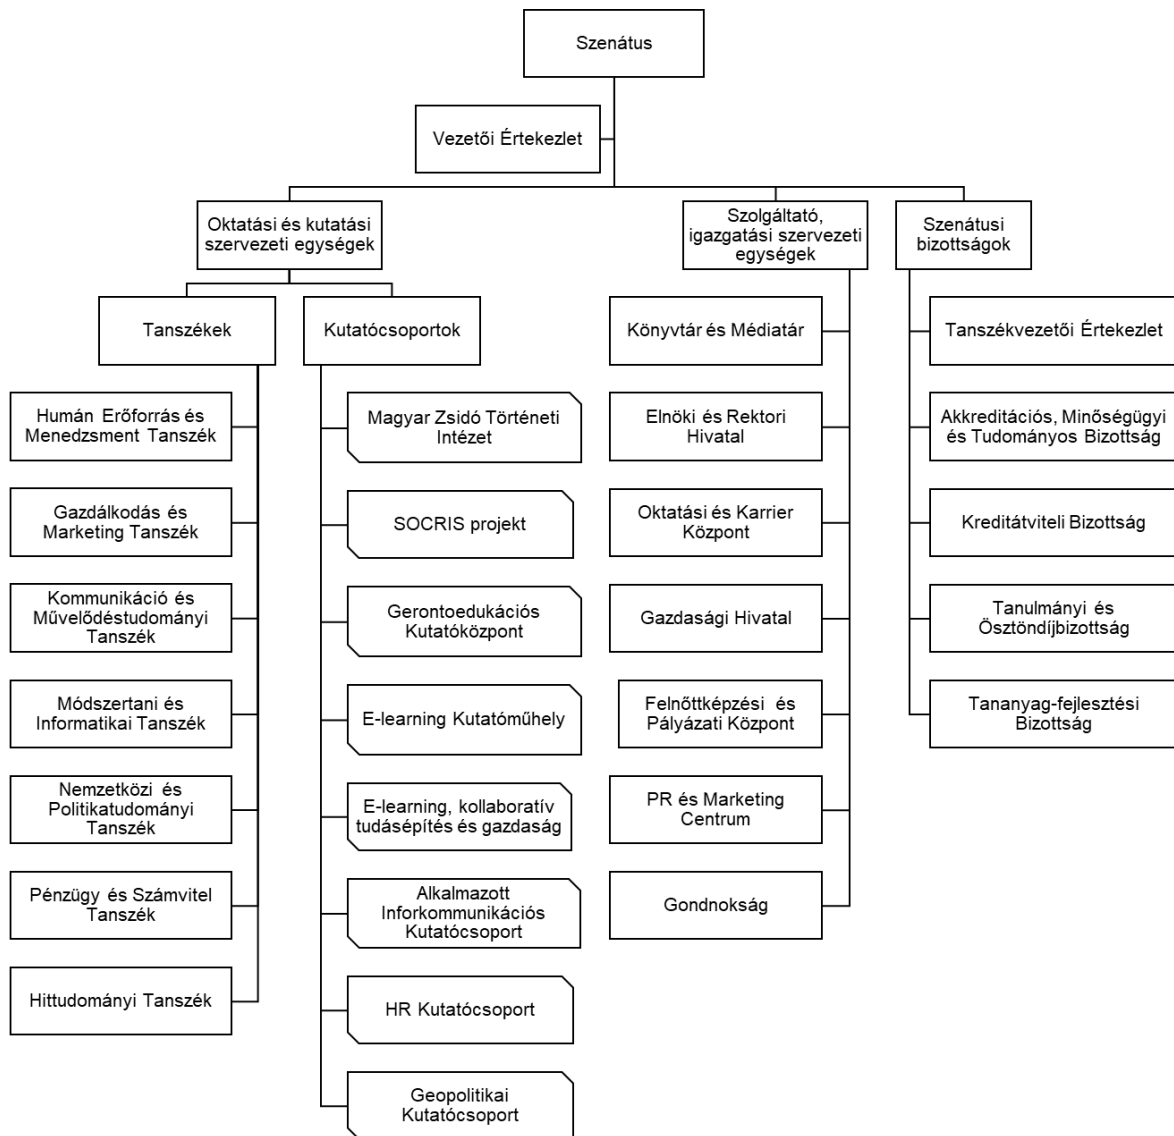 Szenátus
Vezetői Értekezlet
Oktatási és kutatási
szervezeti egységek
Szolgáltató,
igazgatási szervezeti
egységek
Szenátusi
bizottságok
Tanszékek
Kutatócsoportok
Humán Erőforrás és
Menedzsment Tanszék
Gazdálkodás és
Marketing Tanszék
Kommunikáció és
Művelődéstudományi
Tanszék
Módszertani és
Informatikai Tanszék
Nemzetközi és
Politikatudományi
Tanszék
Pénzügy és Számvitel
Tanszék
Hittudományi Tanszék
Magyar Zsidó Történeti
Intézet
SOCRIS projekt
Gerontoedukációs
Kutatóközpont
E-learning Kutatóműhely
E-learning, kollaboratív
tudásépítés és gazdaság
Alkalmazott
Inforkommunikációs
Kutatócsoport
HR Kutatócsoport
Geopolitikai
Kutatócsoport
Könyvtár és Médiatár
Elnöki és Rektori
Hivatal
Oktatási és Karrier
Központ
Gazdasági Hivatal
Felnőttképzési és
Pályázati Központ
PR és Marketing
Centrum
Gondnokság
Tanszékvezetői Értekezlet
Akkreditációs, Minőségügyi
és Tudományos Bizottság
Kreditátviteli Bizottság
Tanulmányi és
Ösztöndíjbizottság
Tananyag-fejlesztési
Bizottság